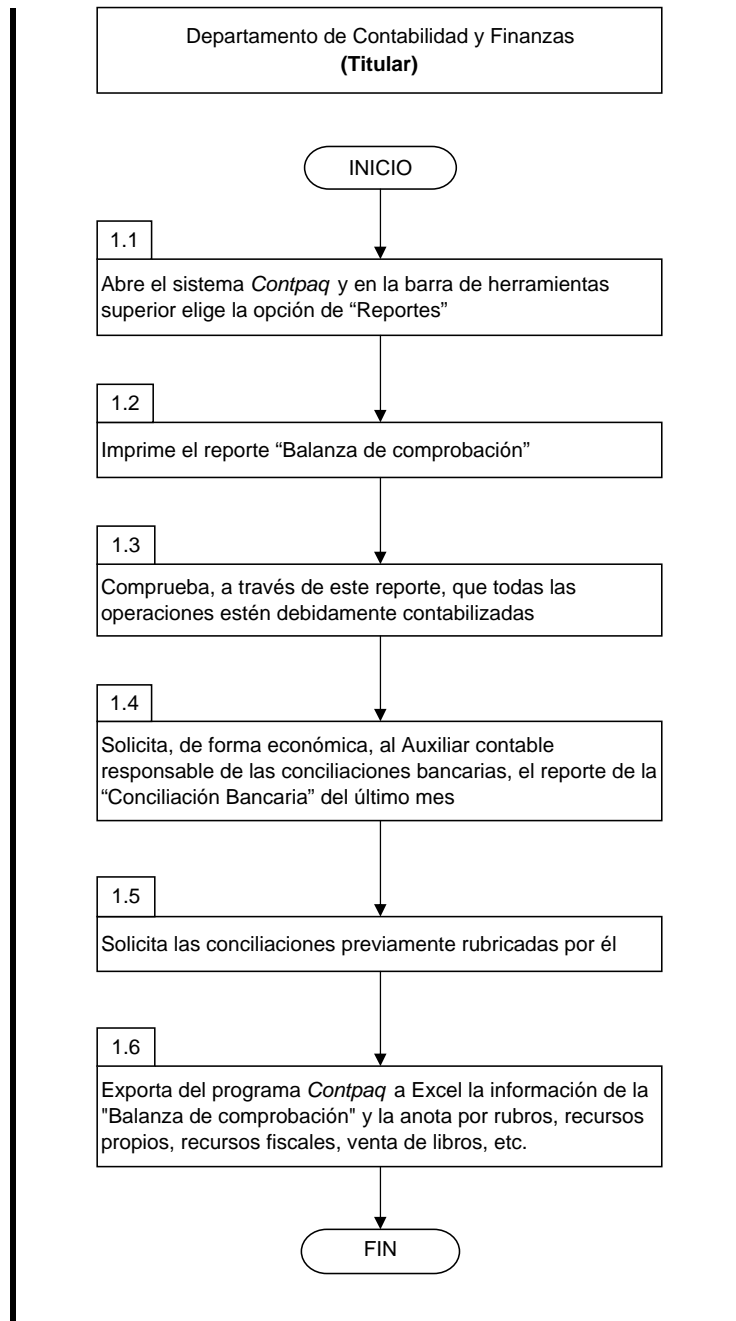 Departamento de Contabilidad y Finanzas
(Titular)
INICIO
1.1
Abre el sistema Contpaq y en la barra de herramientas
superior elige la opción de “Reportes”
1.2
Imprime el reporte “Balanza de comprobación”
1.3
Comprueba, a través de este reporte, que todas las
operaciones estén debidamente contabilizadas
1.4
Solicita, de forma económica, al Auxiliar contable
responsable de las conciliaciones bancarias, el reporte de la
“Conciliación Bancaria” del último mes
1.5
Solicita las conciliaciones previamente rubricadas por él
1.6
Exporta del programa Contpaq a Excel la información de la
"Balanza de comprobación" y la anota por rubros, recursos
propios, recursos fiscales, venta de libros, etc.
FIN